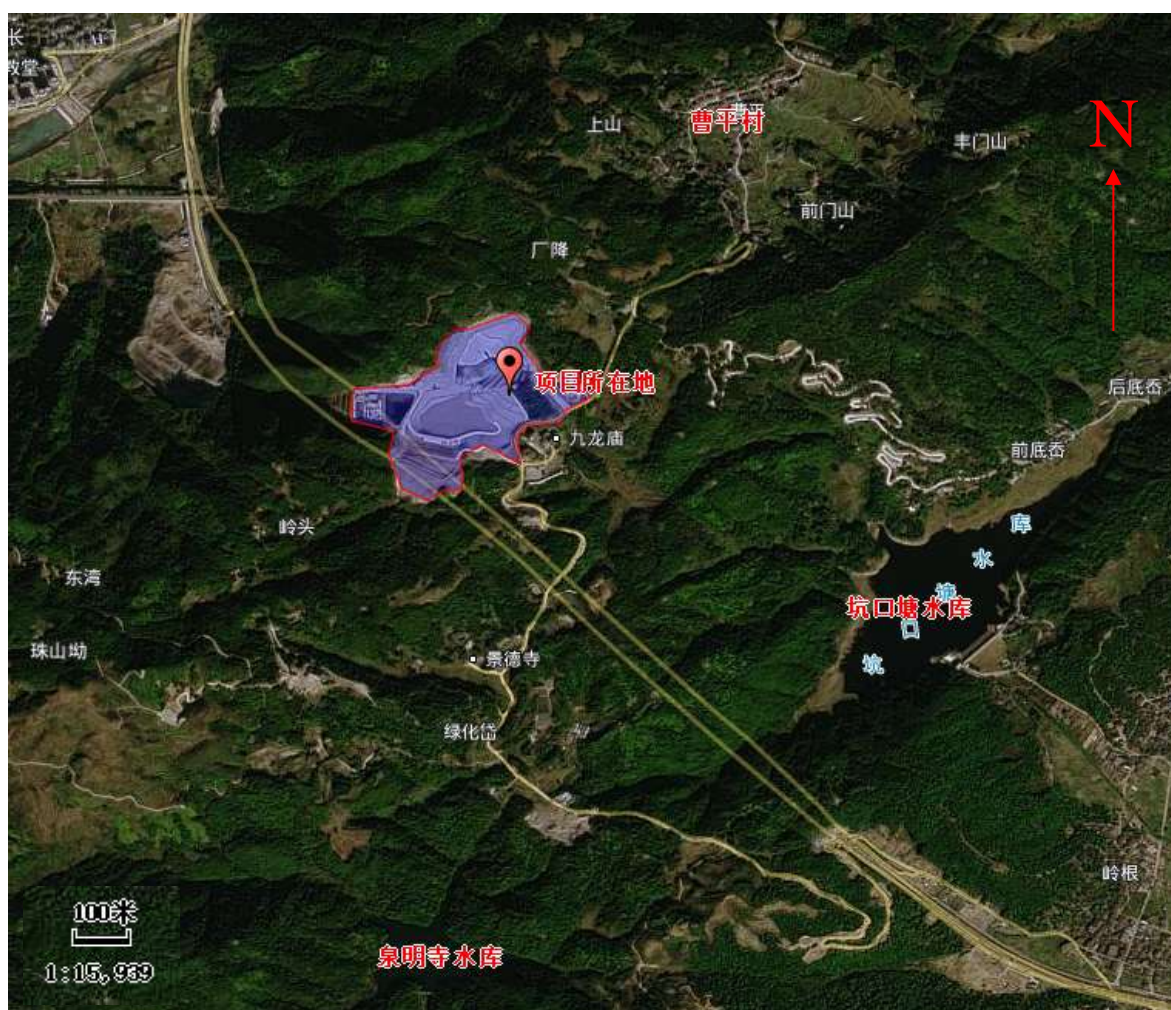 长
教堂
曹平
曹平村
上山
丰门山
N
前门山
厂降
项目所在地
后底岙
九龙庙
前底岙
岭头
库
水
塘
口
坑
坑口塘水库
东湾
珠山坳
景德寺
绿化岱
岭根
100米
1:15,939
泉明寺水库